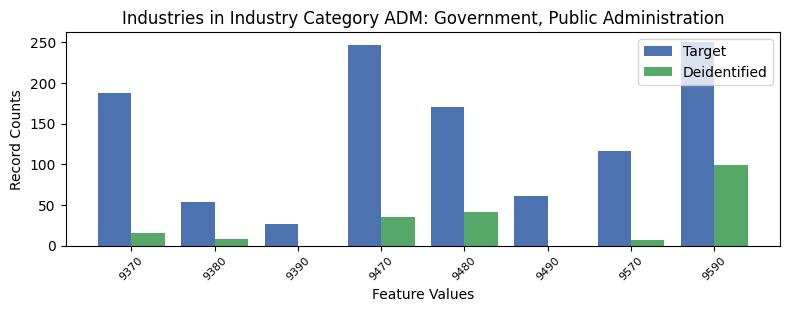 Industries in Industry Category ADM: Government, Public Administration
250
200
150
100
50
0
Record Counts
Target
Deidentified
9370
9380
9390
9470
9480
9490
9570
9590
Feature Values